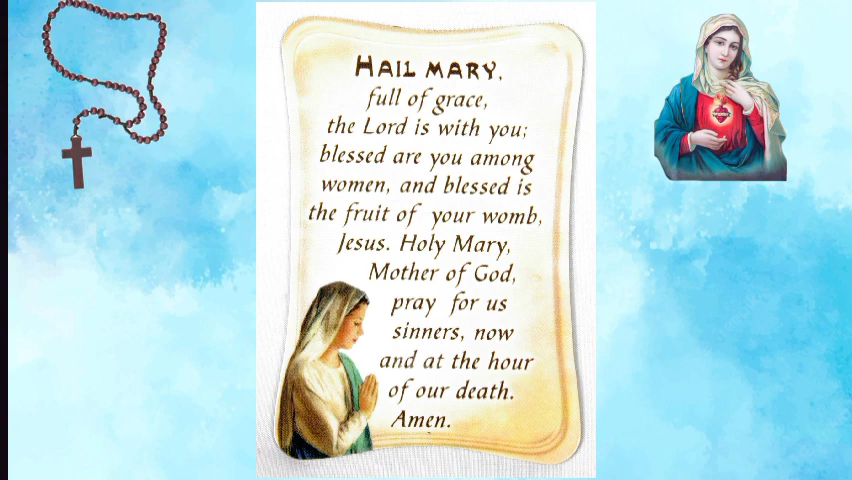 HAIL MARY,
full of grace,
the Lord is with you;
blessed are you among
women, and blessed is
the fruit of your womb,
Jesus. Holy Mary,
Mother of God,
pray for us
sinners, now
and at the hour
of our death.
Amen.